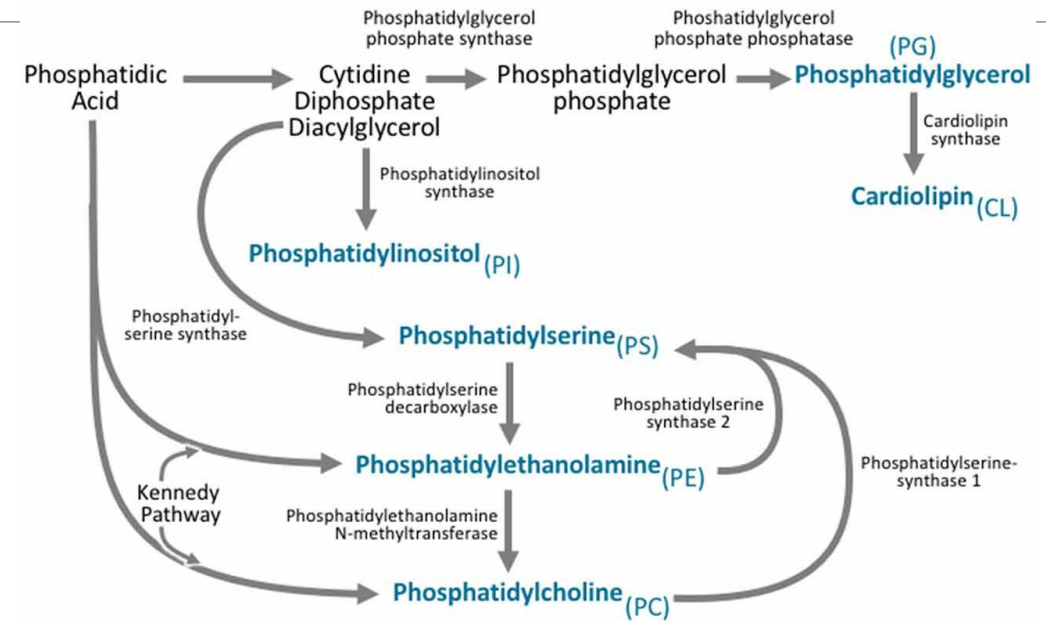 Phosphatidylglycerol
phosphate synthase
Phoshatidylglycerol
phosphate phosphatase
(PG)
Phosphatidic
Acid
Cytidine
Diphosphate
Diacylglycerol
Phosphatidylglycerol
phosphate
Phosphatidylglycerol
Cardiolipin
synthase
Phosphatidylinositol
synthase
Cardiolipin (CL)
Phosphatidylinositol (PI)
Phosphatidyl-
serine synthase
Phosphatidylserine (PS)
Phosphatidylserine
decarboxylase
Phosphatidylserine
synthase 2
Phosphatidylethanolamine (PE)
Phosphatidylserine-
synthase 1
Kennedy
Pathway
Phosphatidylethanolamine
N-methyltransferase
Phosphatidylcholine (PC)